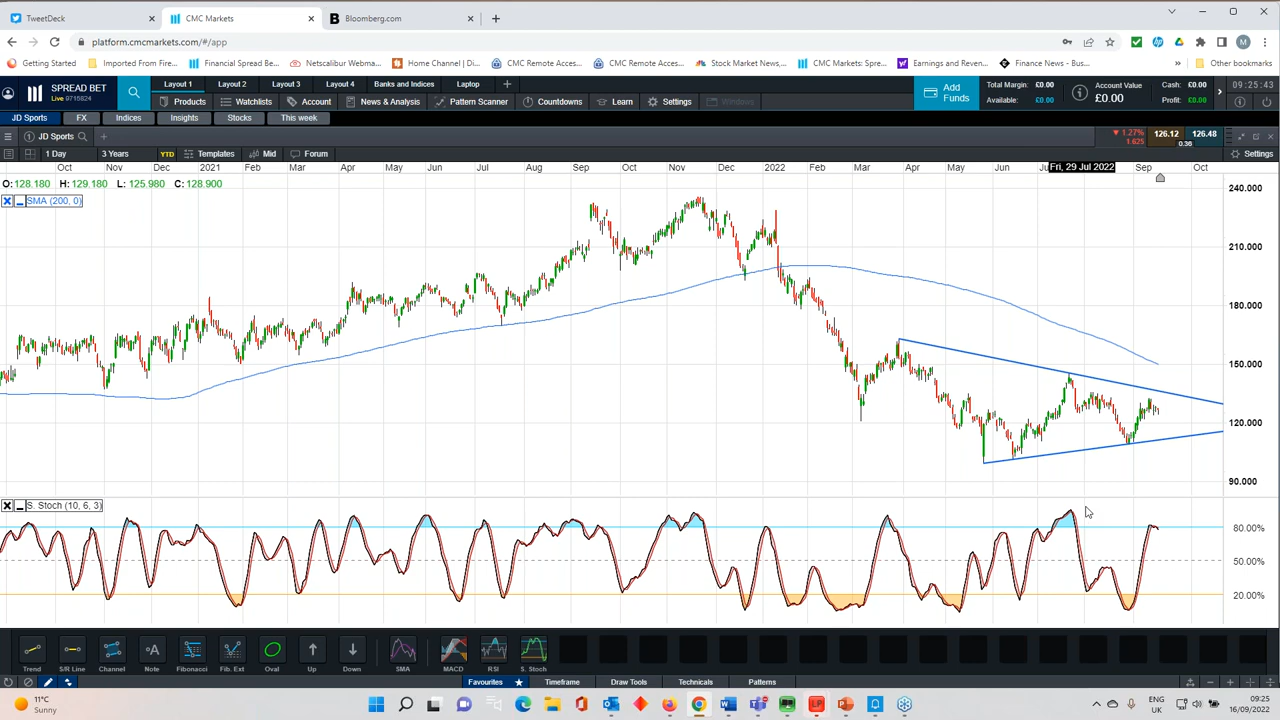 TweetDeck
CMC Markets
Bloomberg.com
platform.cmcmarkets.com/#/app
Getting Started
Imported From Fire...
Financial Spread Be...
Netscalibur Webma...
Home Channel | Di...
CMC Remote Acces...
CMC Remote Acces...
Stock Market News,...
CMC Markets: Spre...
Earnings and Reven...
Finance News - Bus...
Other bookmarks
SPREAD BET
Live 9716824
Layout 1
Layout 2
Layout 3
Layout 4
Banks and Indices
Laptop
Products
Watchlists
Account
News & Analysis
Pattern Scanner
Countdowns
Learn
Settings
Windows
Add Funds
Total Margin: £0.00
Available: £0.00
Account Value
£0.00
Cash: £0.00
Profit: £0.00
09:25:43
JD Sports
FX
Indices
Insights
Stocks
This week
JD Sports
1.27%
1.625
126.12
126.48
0.36
1 Day
3 Years
YTD
Templates
Mid
Forum
Settings
Oct Nov Dec 2021 Feb Mar Apr May Jun Jul Aug Sep Oct Nov Dec 2022 Feb Mar Apr May Jun Fri, 29 Jul 2022 Sep Oct
O:128.180 H: 129.180 L: 125.980 C: 128.900
SMA (200, 0)
240.000
210.000
180.000
150.000
120.000
90.000
S. Stoch (10, 6, 3)
80.00%
50.00%
20.00%
Trend
S/R Line
Channel
Note
Fibonacci
Fib. Ext
Oval
Up
Down
SMA
MACD
RSI
S. Stoch
Favourites
Timeframe
Draw Tools
Technicals
Patterns
11°C
Sunny
ENG
UK
09:25
16/09/2022